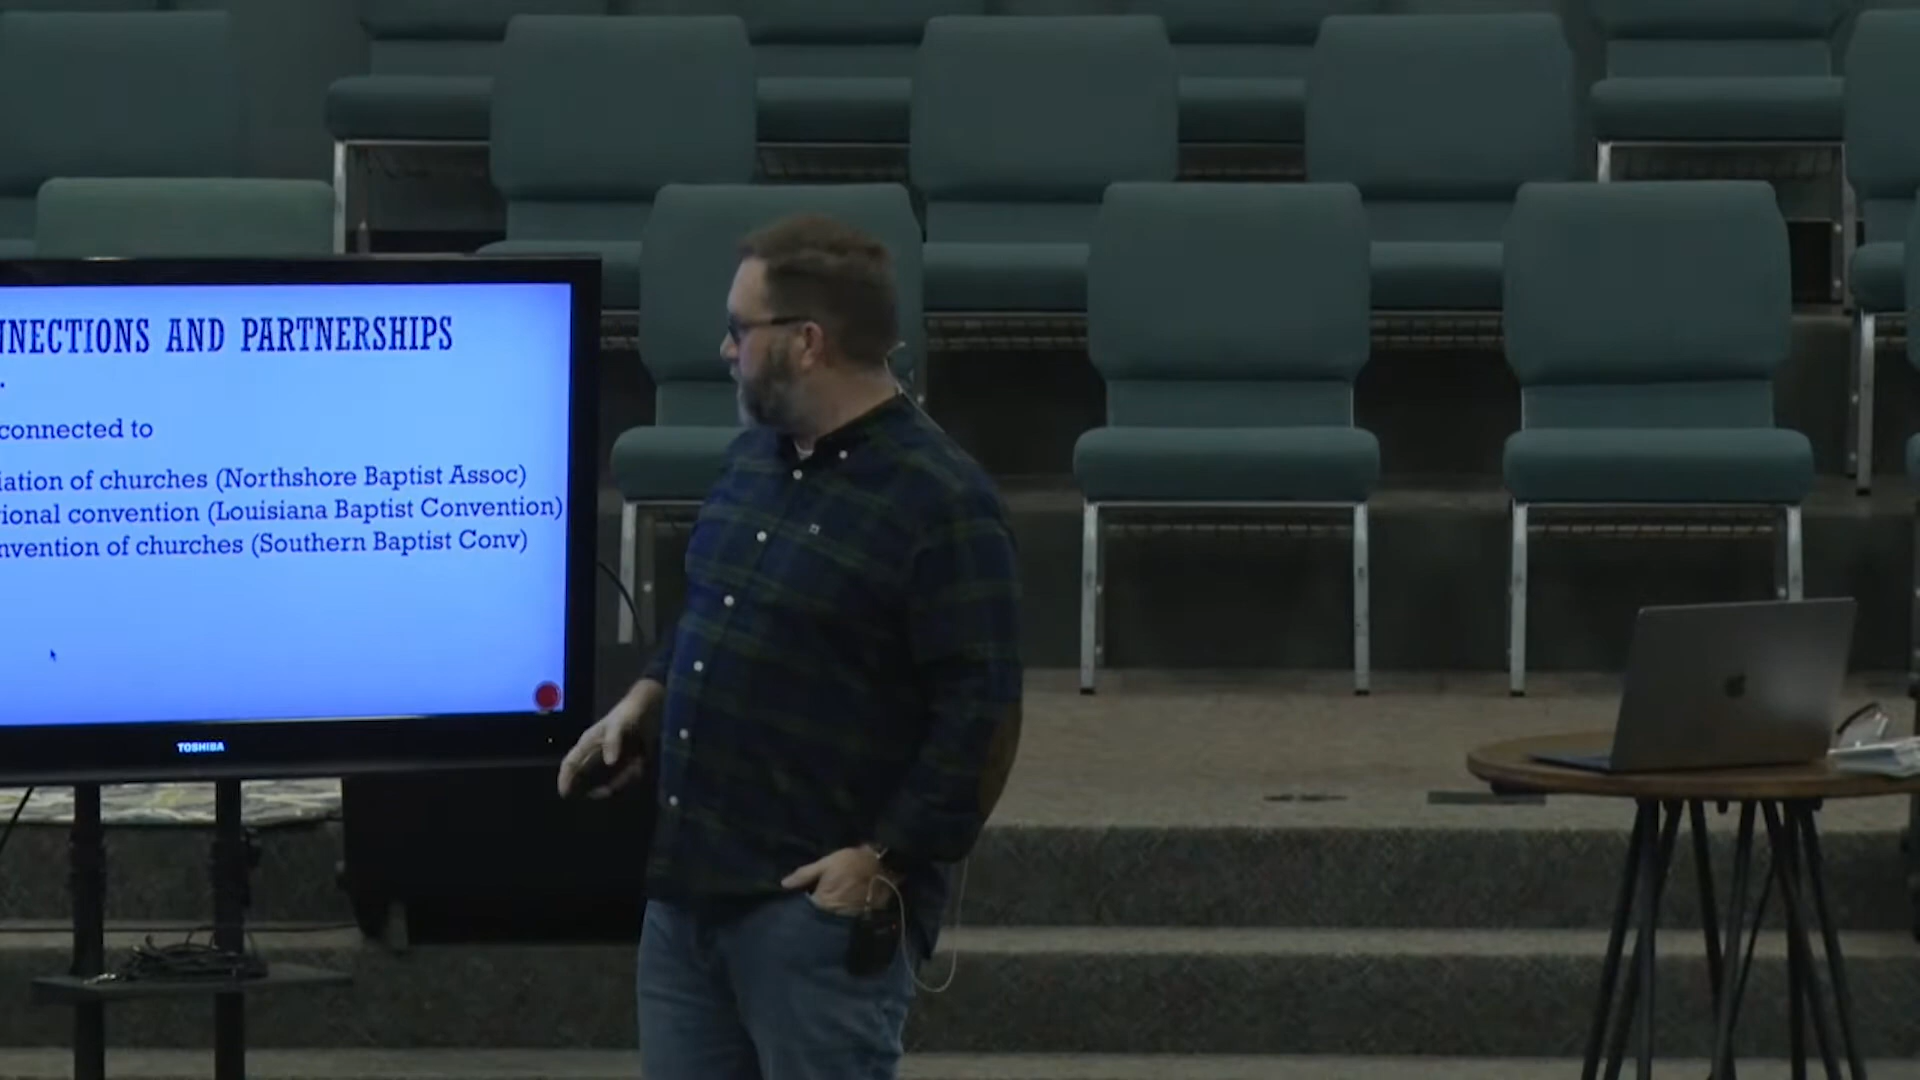 NNECTIONS AND PARTNERSHIPS
connected to
iation of churches (Northshore Baptist Assoc)
ional convention (Louisiana Baptist Convention)
nvention of churches (Southern Baptist Conv)
TOSHIBA